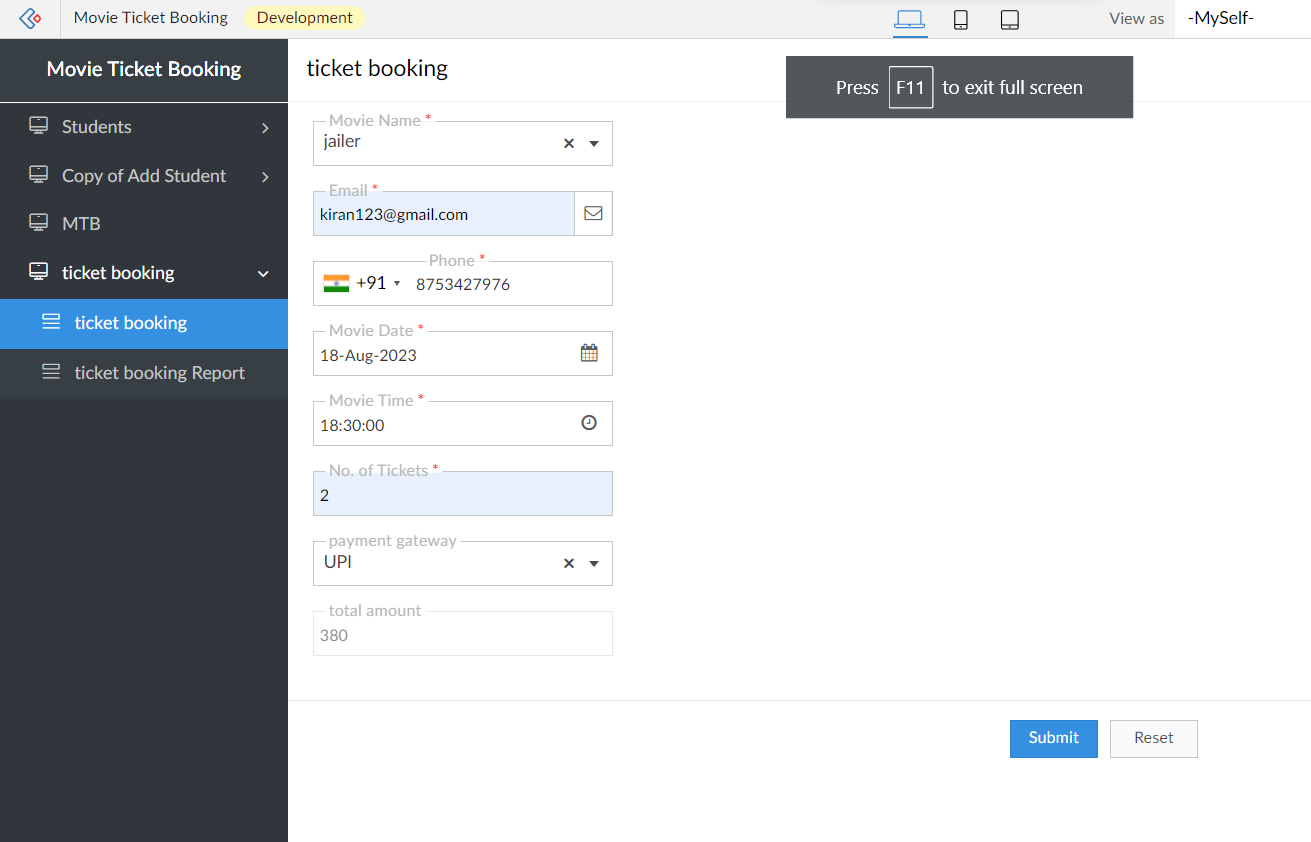 Movie Ticket Booking Development View as -MySelf-
Movie Ticket Booking
ticket booking
Press F11 to exit full screen
Students
Copy of Add Student
MTB
ticket booking
ticket booking
ticket booking Report
Movie Name *
jailer
Email *
kiran123@gmail.com
Phone *
+91 8753427976
Movie Date *
18-Aug-2023
Movie Time *
18:30:00
No. of Tickets *
2
payment gateway
UPI
total amount
380
Submit Reset